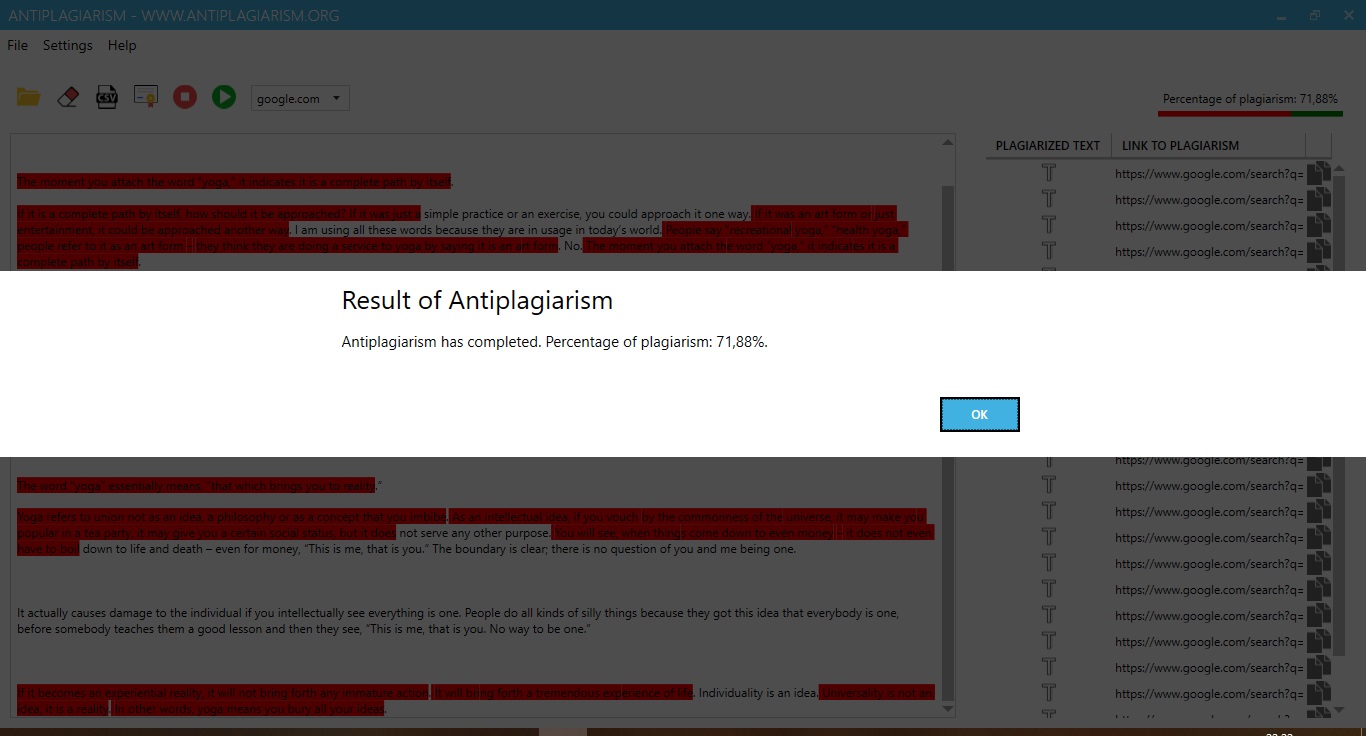 ANTIPLAGIARISM - WWW.ANTIPLAGIARISM.ORG
File Settings Help
CSV
google.com
Percentage of plagiarism: 71,88%
PLAGIARIZED TEXT LINK TO PLAGIARISM
The moment you attach the word "yoga," it indicates it is a complete path by itself.
If it is a complete path by itself, how should it be approached? If it was just a simple practice or an exercise, you could approach it one way. If it was an art form or just
entertainment, it could be approached another way. I am using all these words because they are in usage in today's world. People say "recreational yoga," "health yoga,"
people refer to it as an art form – they think they are doing a service to yoga by saying it is an art form. No. The moment you attach the word "yoga," it indicates it is a
complete path by itself.
https://www.google.com/search?q=
https://www.google.com/search?q=
https://www.google.com/search?q=
https://www.google.com/search?q=
Result of Antiplagiarism
Antiplagiarism has completed. Percentage of plagiarism: 71,88%.
OK
The word "yoga" essentially means, "that which brings you to reality."
Yoga refers to union not as an idea, a philosophy or as a concept that you imbibe. As an intellectual idea, if you vouch by the commonness of the universe, it may make you
popular in a tea party, it may give you a certain social status, but it does not serve any other purpose. You will see, when things come down to even money – it does not even
have to boil down to life and death – even for money, "This is me, that is you." The boundary is clear; there is no question of you and me being one.
It actually causes damage to the individual if you intellectually see everything is one. People do all kinds of silly things because they got this idea that everybody is one,
before somebody teaches them a good lesson and then they see, "This is me, that is you. No way to be one."
If it becomes an experiential reality, it will not bring forth any immature action. It will bring forth a tremendous experience of life. Individuality is an idea. Universality is not an
idea, it is a reality. In other words, yoga means you bury all your ideas.
https://www.google.com/search?q=
https://www.google.com/search?q=
https://www.google.com/search?q=
https://www.google.com/search?q=
https://www.google.com/search?q=
https://www.google.com/search?q=
https://www.google.com/search?q=
https://www.google.com/search?q=
https://www.google.com/search?q=
https://www.google.com/search?q=